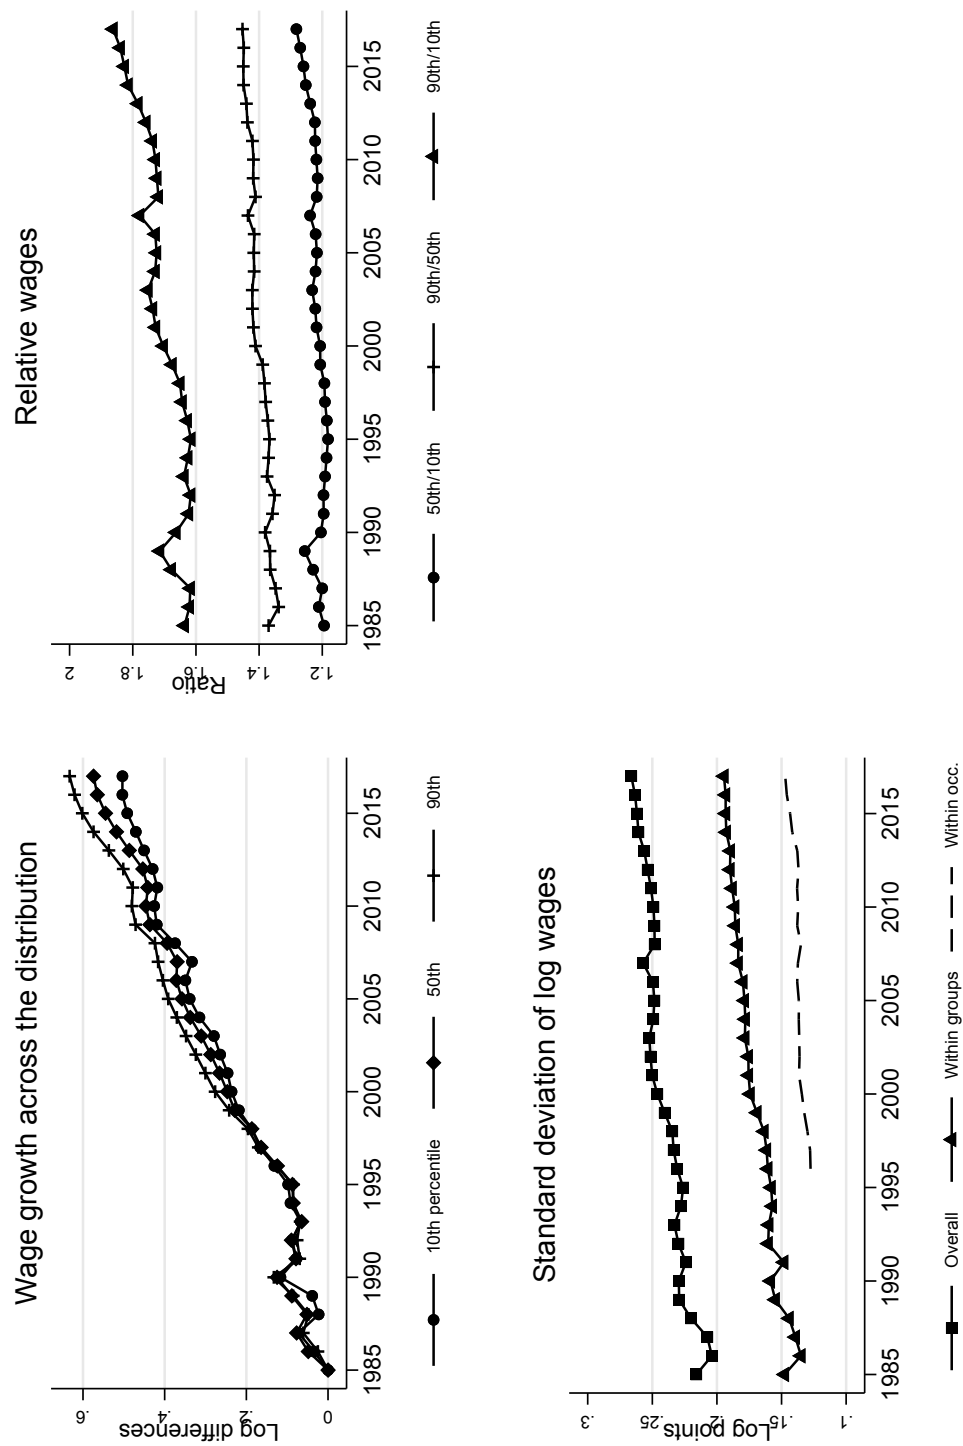 Wage growth across the distribution
Log differences
0 .2 .4 .6
1985 1990 1995 2000 2005 2010 2015
10th percentile 50th 90th
Relative wages
Ratio
1.2 1.4 1.6 1.8 2
1985 1990 1995 2000 2005 2010 2015
50th/10th 90th/50th 90th/10th
Standard deviation of log wages
Log points
.1 .15 .2 .25 .3
1985 1990 1995 2000 2005 2010 2015
Overall Within groups Within occ.